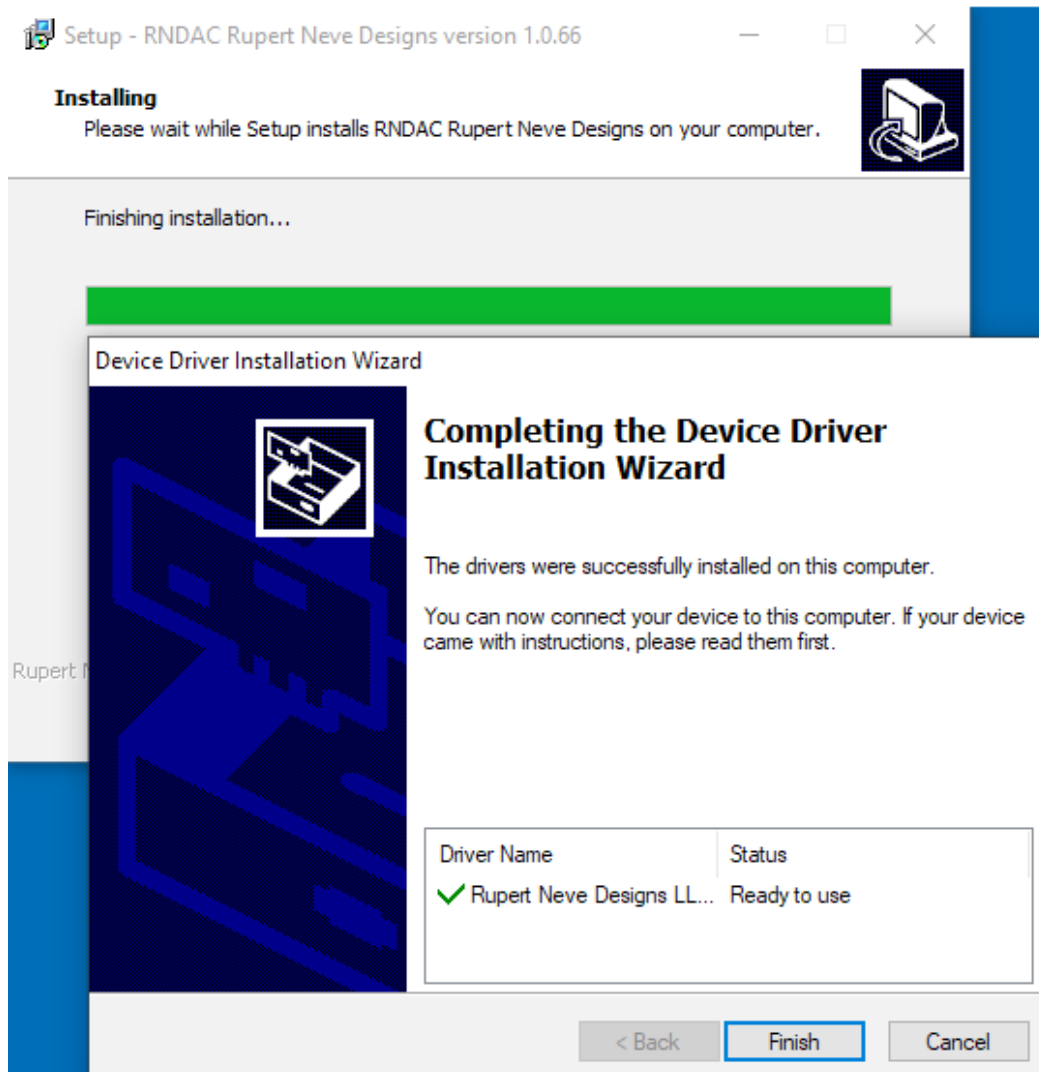 Setup - RNDAC Rupert Neve Designs version 1.0.66
Installing
Please wait while Setup installs RNDAC Rupert Neve Designs on your computer.
Finishing installation...
Device Driver Installation Wizard
Completing the Device Driver
Installation Wizard
The drivers were successfully installed on this computer.
You can now connect your device to this computer. If your device
came with instructions, please read them first.
Rupert
Driver Name Status
Rupert Neve Designs LL... Ready to use
< Back Finish Cancel